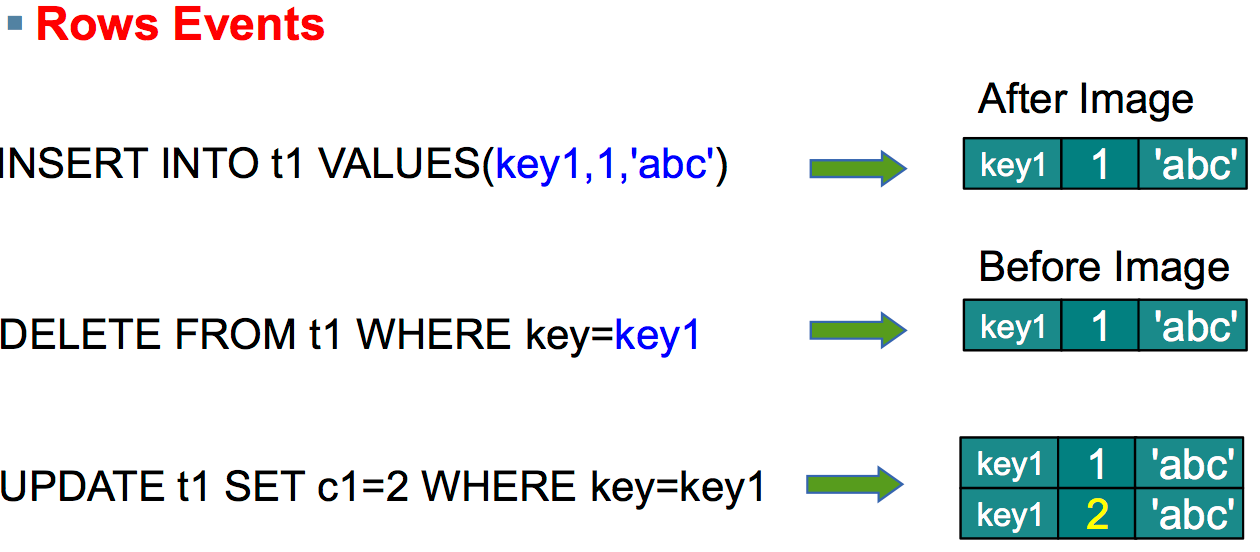 Rows Events
After Image
INSERT INTO t1 VALUES(key1,1,'abc')
key1 1 'abc'
Before Image
DELETE FROM t1 WHERE key=key1
key1 1 'abc'
UPDATE t1 SET c1=2 WHERE key=key1
key1 1 'abc'
key1 2 'abc'